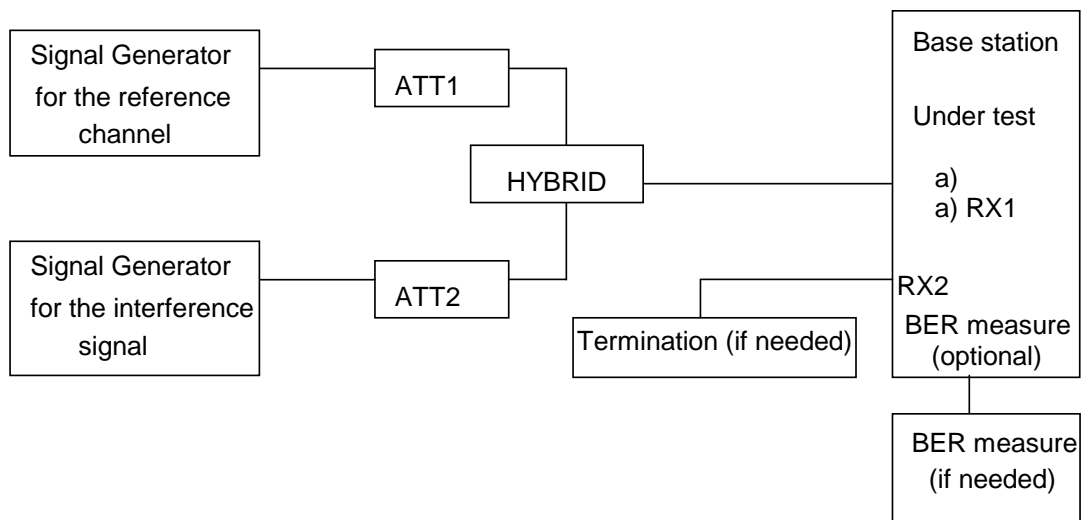 Signal Generator
for the reference
channel
ATT1
HYBRID
Signal Generator
for the interference
signal
ATT2
Termination (if needed)
Base station
Under test
a)
a) RX1
RX2
BER measure
(optional)
BER measure
(if needed)